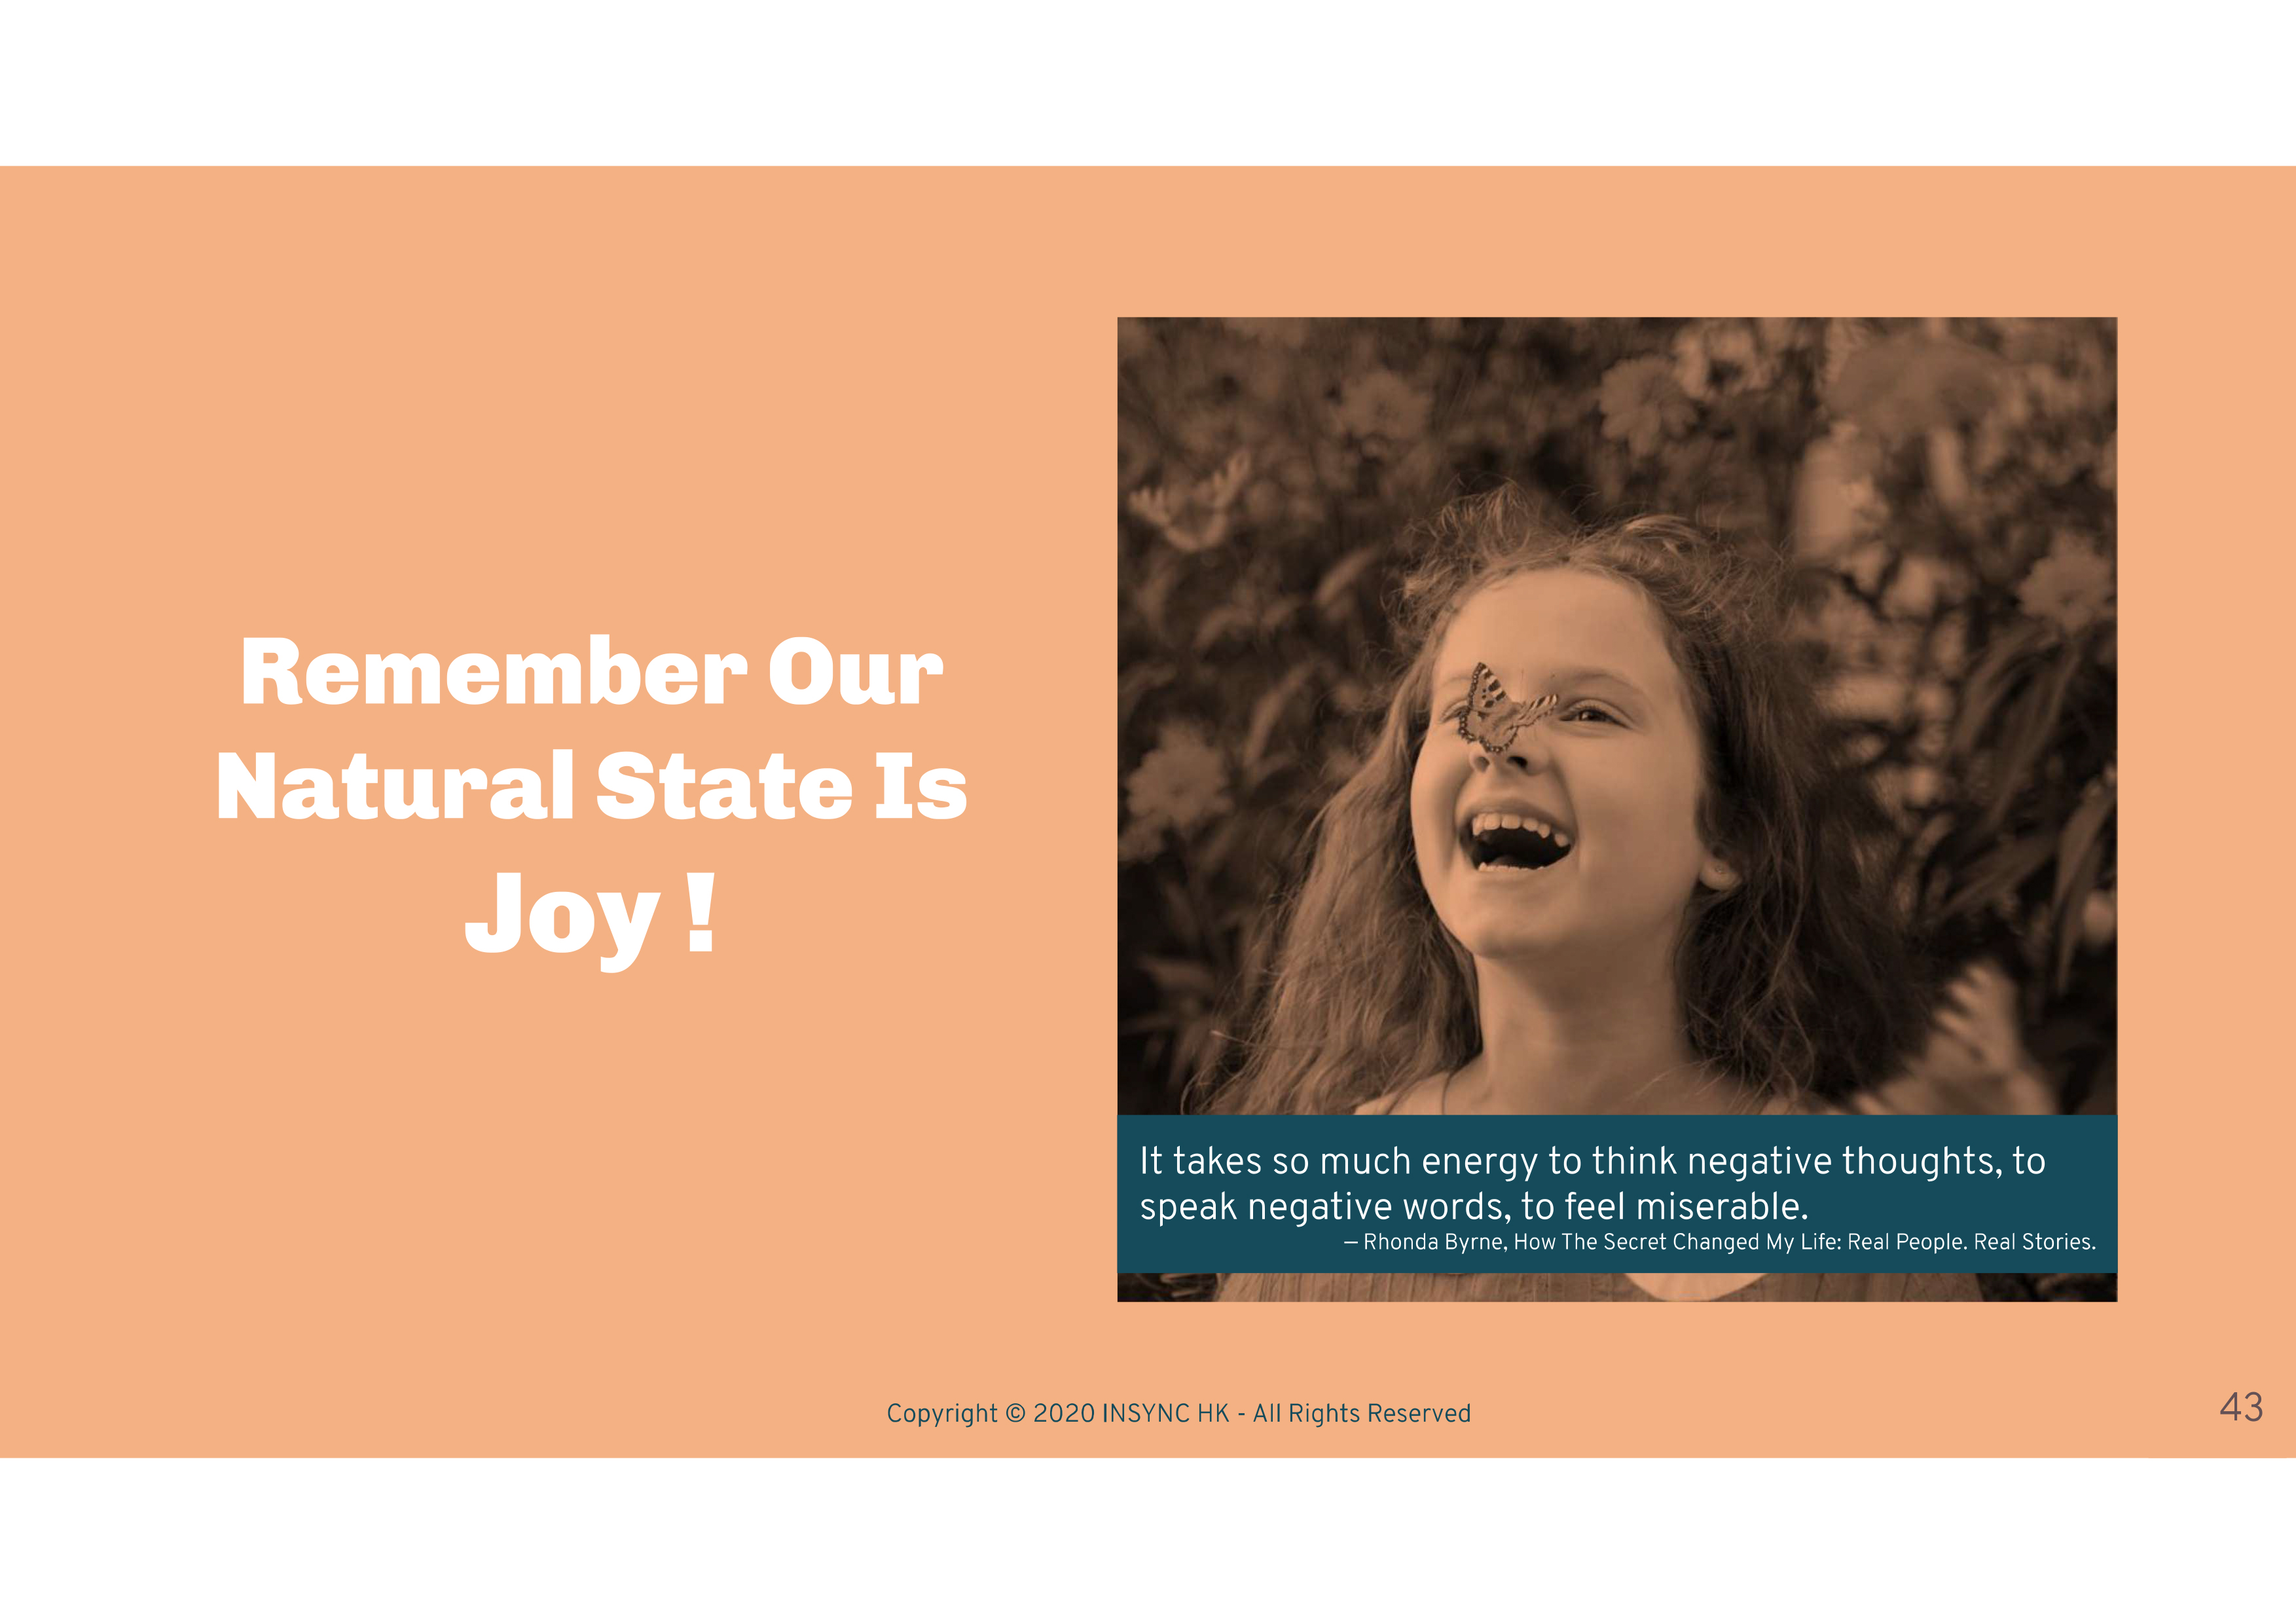 Remember Our
Natural State Is
Joy !
It takes so much energy to think negative thoughts, to
speak negative words, to feel miserable.
— Rhonda Byrne, How The Secret Changed My Life: Real People. Real Stories.
Copyright © 2020 INSYNC HK - All Rights Reserved
43